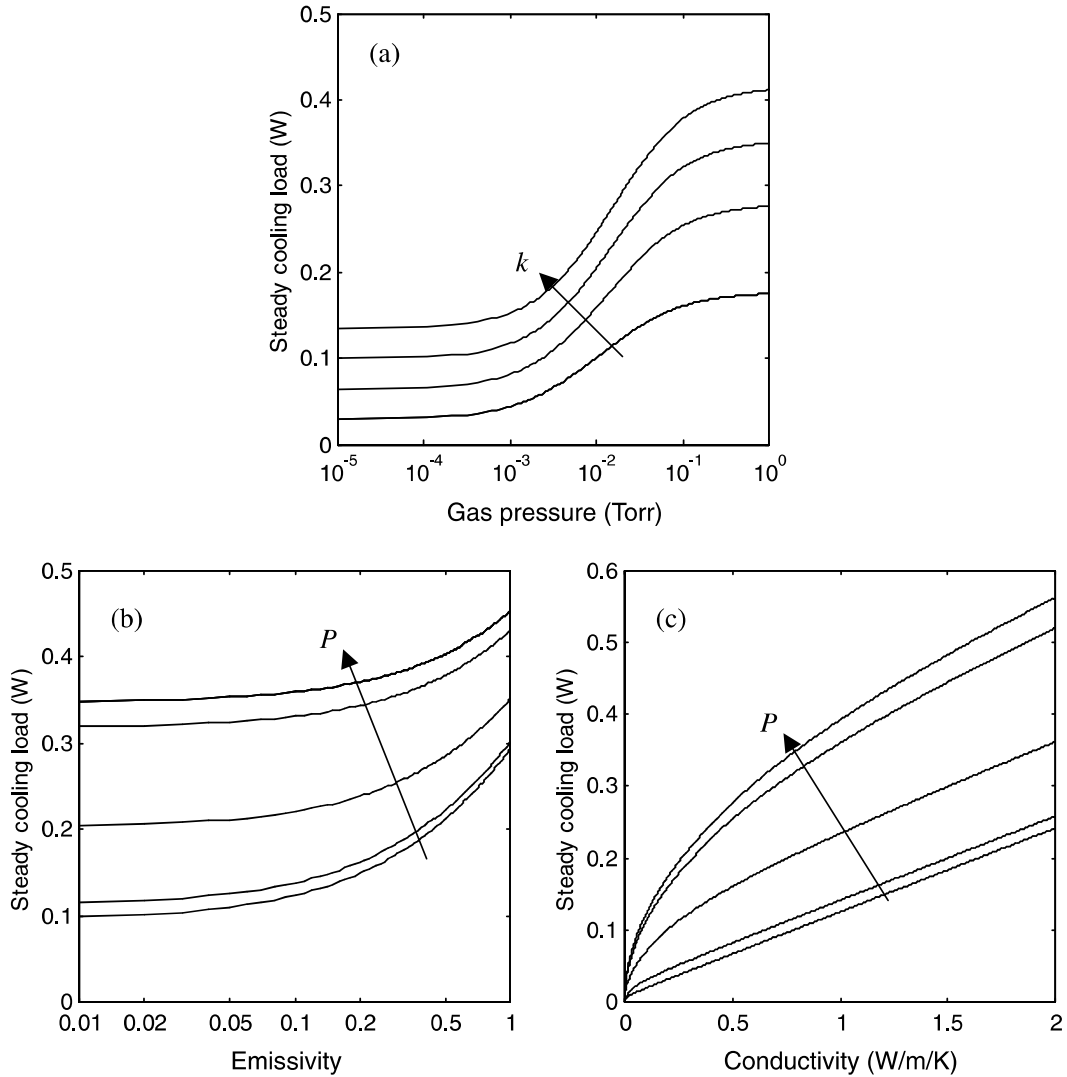 (a)
Steady cooling load (W)
0.5
0.4
0.3
0.2
0.1
0
k
10⁻⁵ 10⁻⁴ 10⁻³ 10⁻² 10⁻¹ 10⁰
Gas pressure (Torr)
(b)
Steady cooling load (W)
0.5
0.4
0.3
0.2
0.1
0
P
0.01 0.02 0.05 0.1 0.2 0.5 1
Emissivity
(c)
Steady cooling load (W)
0.6
0.5
0.4
0.3
0.2
0.1
0
P
0 0.5 1 1.5 2
Conductivity (W/m/K)